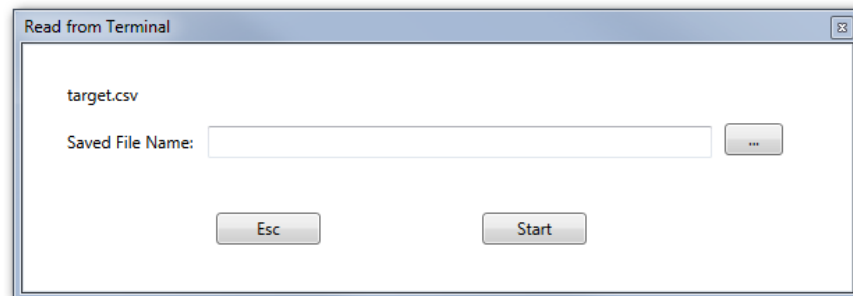 Read from Terminal
target.csv
Saved File Name:
...
Esc Start